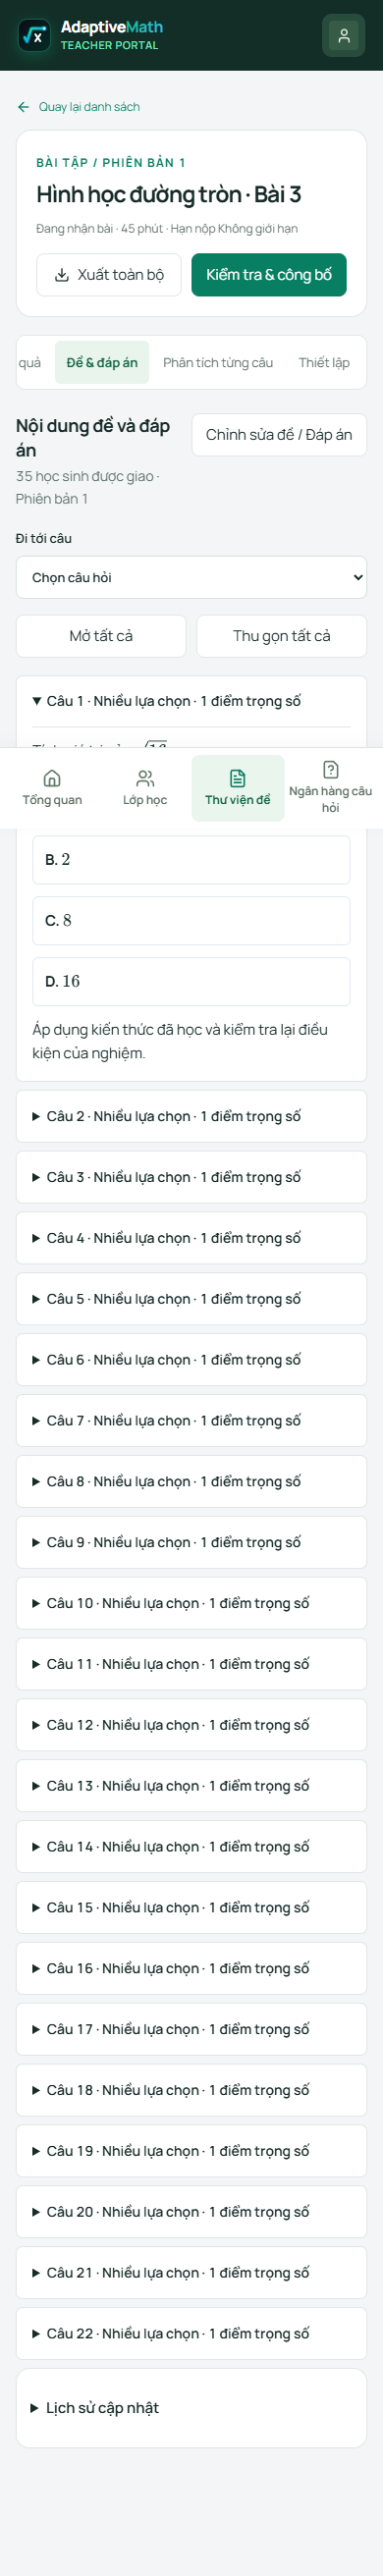 AdaptiveMath
TEACHER PORTAL
Quay lại danh sách
BÀI TẬP / PHIÊN BẢN 1
Hình học đường tròn · Bài 3
Đang nhận bài · 45 phút · Hạn nộp Không giới hạn
Xuất toàn bộ
Kiểm tra & công bố
quả
Đề & đáp án
Phân tích từng câu
Thiết lập
Nội dung đề và đáp
án
35 học sinh được giao ·
Phiên bản 1
Chỉnh sửa đề / Đáp án
Đi tới câu
Chọn câu hỏi
Mở tất cả
Thu gọn tất cả
Câu 1 · Nhiều lựa chọn · 1 điểm trọng số
Tổng quan
Lớp học
Thư viện đề
Ngân hàng câu
hỏi
B. 2
C. 8
D. 16
Áp dụng kiến thức đã học và kiểm tra lại điều
kiện của nghiệm.
Câu 2 · Nhiều lựa chọn · 1 điểm trọng số
Câu 3 · Nhiều lựa chọn · 1 điểm trọng số
Câu 4 · Nhiều lựa chọn · 1 điểm trọng số
Câu 5 · Nhiều lựa chọn · 1 điểm trọng số
Câu 6 · Nhiều lựa chọn · 1 điểm trọng số
Câu 7 · Nhiều lựa chọn · 1 điểm trọng số
Câu 8 · Nhiều lựa chọn · 1 điểm trọng số
Câu 9 · Nhiều lựa chọn · 1 điểm trọng số
Câu 10 · Nhiều lựa chọn · 1 điểm trọng số
Câu 11 · Nhiều lựa chọn · 1 điểm trọng số
Câu 12 · Nhiều lựa chọn · 1 điểm trọng số
Câu 13 · Nhiều lựa chọn · 1 điểm trọng số
Câu 14 · Nhiều lựa chọn · 1 điểm trọng số
Câu 15 · Nhiều lựa chọn · 1 điểm trọng số
Câu 16 · Nhiều lựa chọn · 1 điểm trọng số
Câu 17 · Nhiều lựa chọn · 1 điểm trọng số
Câu 18 · Nhiều lựa chọn · 1 điểm trọng số
Câu 19 · Nhiều lựa chọn · 1 điểm trọng số
Câu 20 · Nhiều lựa chọn · 1 điểm trọng số
Câu 21 · Nhiều lựa chọn · 1 điểm trọng số
Câu 22 · Nhiều lựa chọn · 1 điểm trọng số
Lịch sử cập nhật